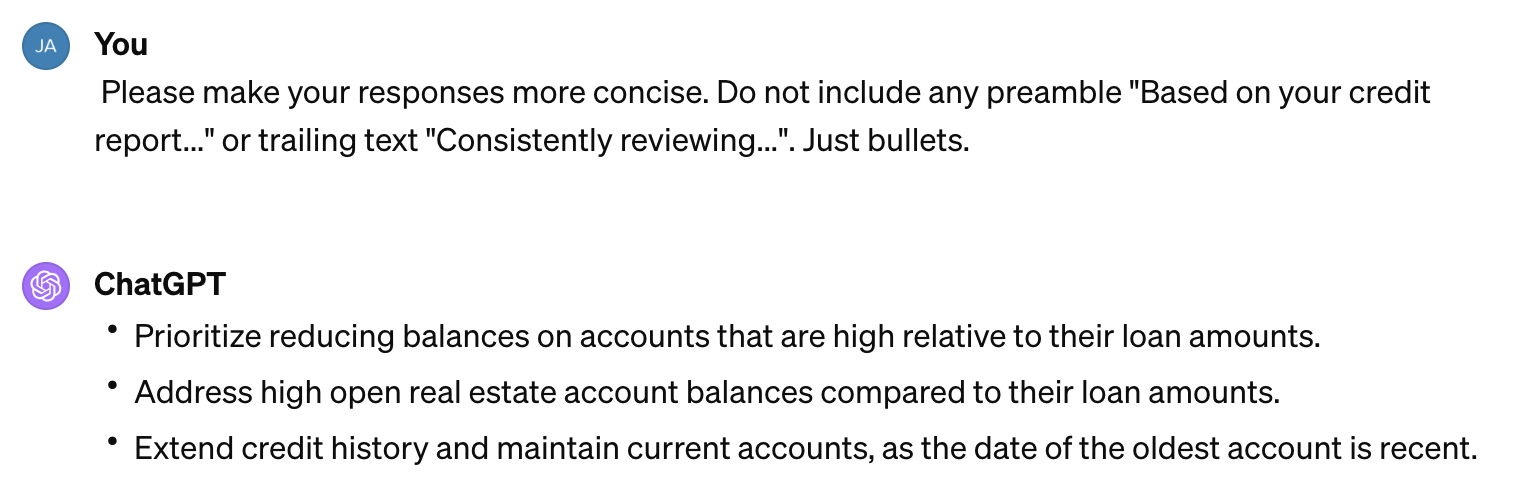 JA
You
Please make your responses more concise. Do not include any preamble "Based on your credit
report..." or trailing text "Consistently reviewing...". Just bullets.
ChatGPT
• Prioritize reducing balances on accounts that are high relative to their loan amounts.
• Address high open real estate account balances compared to their loan amounts.
• Extend credit history and maintain current accounts, as the date of the oldest account is recent.